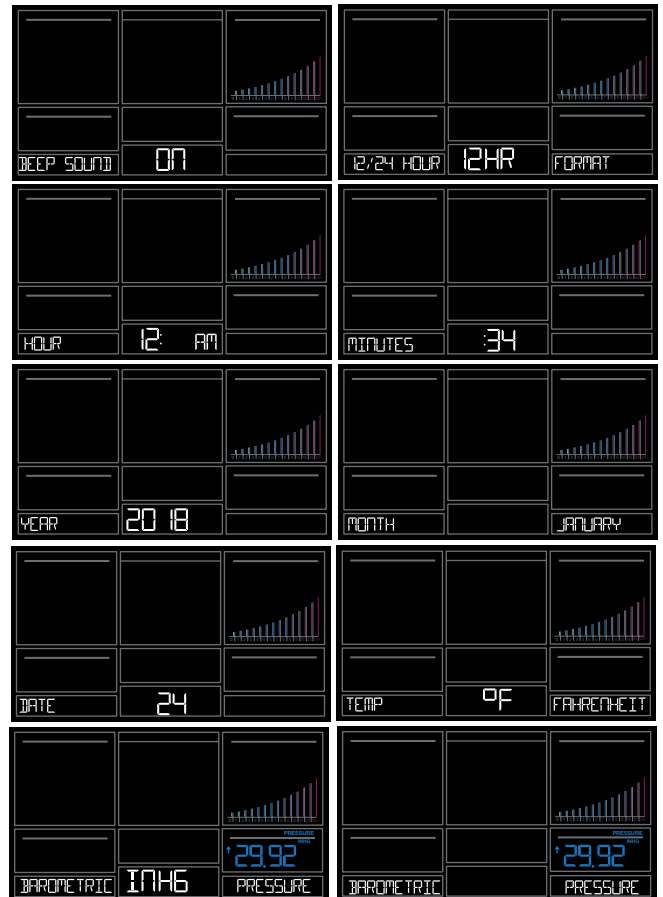 BEEP SOUND ON
12/24 HOUR 12HR FORMAT
HOUR 12: AM
MINUTES :34
YEAR 2018
MONTH JANUARY
DATE 24
TEMP °F FAHRENHEIT
PRESSURE
INHG
29.92
BAROMETRIC INHG PRESSURE
PRESSURE
INHG
29.92
BAROMETRIC PRESSURE